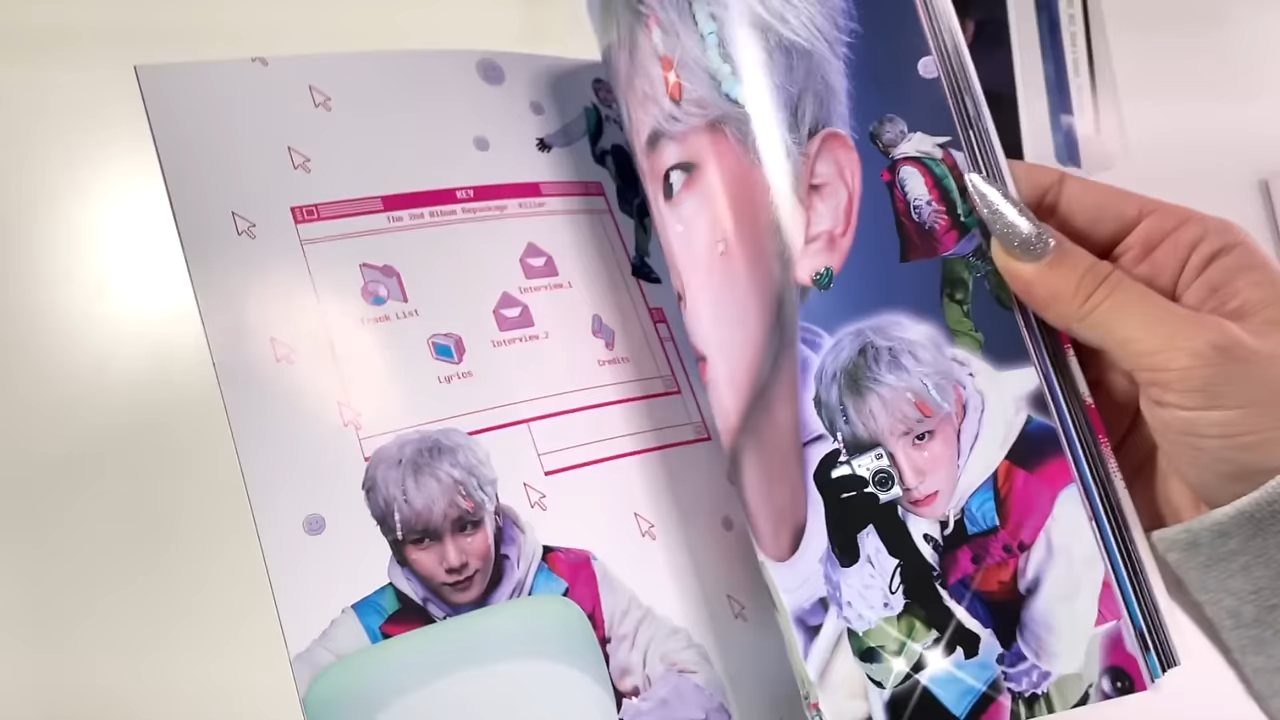 KEY
The 2nd Album Repackage - Killer
Track List
Interview_1
Interview_2
Lyrics
Credits